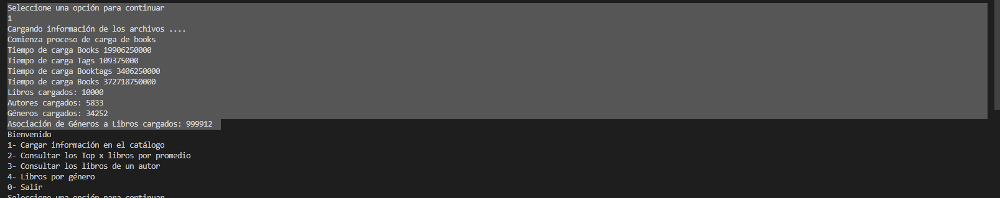 Seleccione una opción para continuar
1
Cargando información de los archivos ....
Comienza proceso de carga de books
Tiempo de carga Books 19906250000
Tiempo de carga Tags 109375000
Tiempo de carga Booktags 3406250000
Tiempo de carga Books 372718750000
Libros cargados: 10000
Autores cargados: 5833
Géneros cargados: 34252
Asociación de Géneros a Libros cargados: 999912
Bienvenido
1- Cargar información en el catálogo
2- Consultar los Top x libros por promedio
3- Consultar los libros de un autor
4- Libros por género
0- Salir
Seleccione una opción para continuar